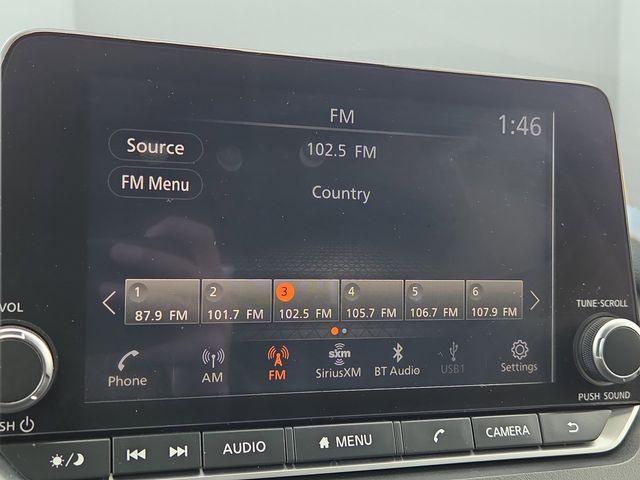 FM
1:46
Source
102.5 FM
FM Menu
Country
1 2 3 4 5 6
87.9 FM 101.7 FM 102.5 FM 105.7 FM 106.7 FM 107.9 FM
VOL
TUNE·SCROLL
Phone AM FM sxm SiriusXM BT Audio USB1 Settings
SH
PUSH SOUND
AUDIO MENU CAMERA